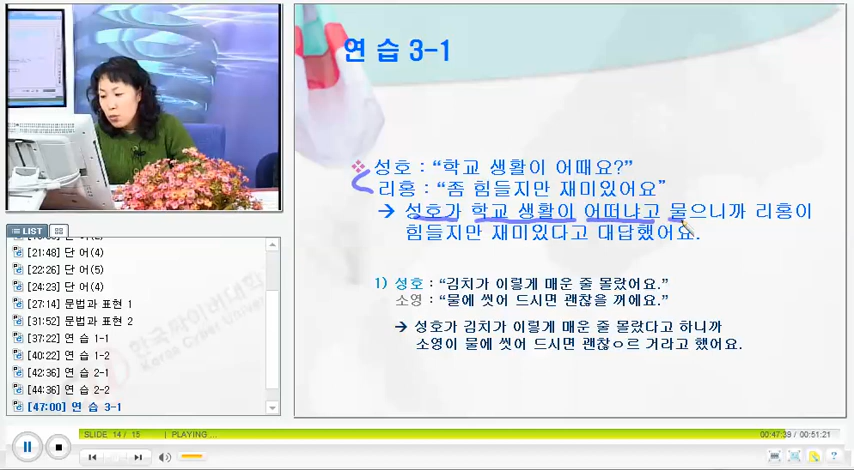 연 습 3-1
❖ 성호 : “학교 생활이 어때요?”
리홍 : “좀 힘들지만 재미있어요”
→ 성호가 학교 생활이 어떠냐고 물으니까 리홍이
힘들지만 재미있다고 대답했어요.
1) 성호 : “김치가 이렇게 매운 줄 몰랐어요.”
소영 : “물에 씻어 드시면 괜찮을 꺼에요.”
→ 성호가 김치가 이렇게 매운 줄 몰랐다고 하니까
소영이 물에 씻어 드시면 괜찮ㅇㅡㄹ 거라고 했어요.
LIST
[21:48] 단 어(4)
[22:26] 단 어(5)
[24:23] 단 어(4)
[27:14] 문법과 표현 1
[31:52] 문법과 표현 2
[37:22] 연 습 1-1
[40:22] 연 습 1-2
[42:36] 연 습 2-1
[44:36] 연 습 2-2
[47:00] 연 습 3-1
SLIDE 14 / 15 | PLAYING ...
00:47:39 / 00:51:21